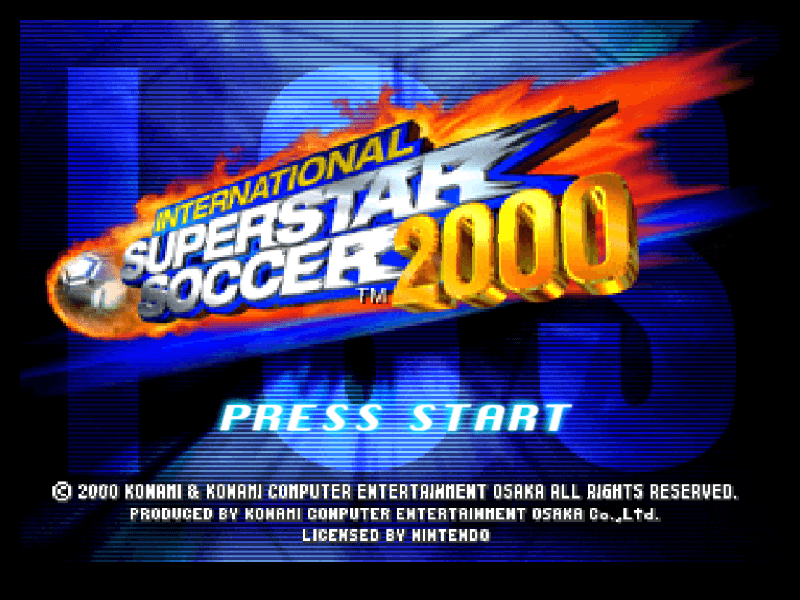 ISS
INTERNATIONAL
SUPERSTAR
SOCCER 2000
TM
PRESS START
© 2000 KONAMI & KONAMI COMPUTER ENTERTAINMENT OSAKA ALL RIGHTS RESERVED.
PRODUCED BY KONAMI COMPUTER ENTERTAINMENT OSAKA Co.,Ltd.
LICENSED BY NINTENDO